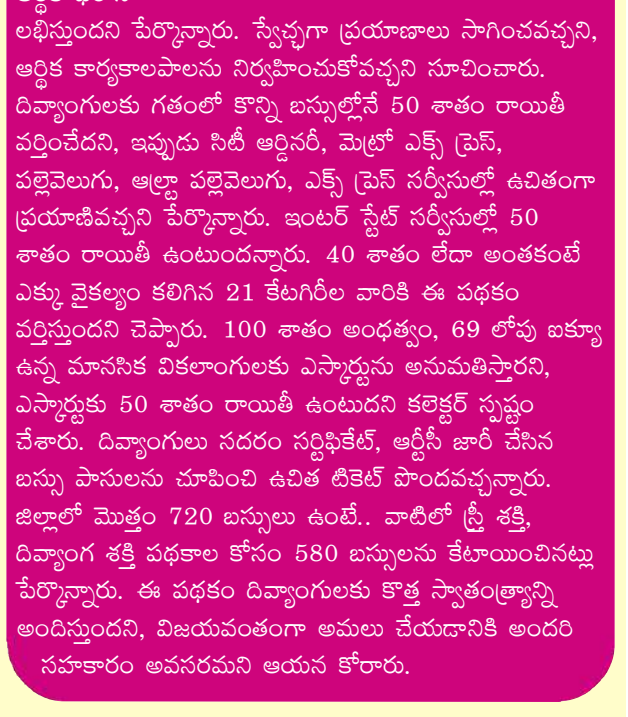 లభిస్తుందని పేర్కొన్నారు. స్వేచ్ఛగా ప్రయాణాలు సాగించవచ్చని,
ఆర్థిక కార్యకాలపాలను నిర్వహించుకోవచ్చని సూచించారు.
దివ్యాంగులకు గతంలో కొన్ని బస్సుల్లోనే 50 శాతం రాయితీ
వర్తించేదని, ఇప్పుడు సిటీ ఆర్డినరీ, మెట్రో ఎక్స్ ప్రెస్,
పల్లెవెలుగు, ఆల్ట్రా పల్లెవెలుగు, ఎక్స్ ప్రెస్ సర్వీసుల్లో ఉచితంగా
ప్రయాణివచ్చని పేర్కొన్నారు. ఇంటర్ స్టేట్ సర్వీసుల్లో 50
శాతం రాయితీ ఉంటుందన్నారు. 40 శాతం లేదా అంతకంటే
ఎక్కు వైకల్యం కలిగిన 21 కేటగిరీల వారికి ఈ పథకం
వర్తిస్తుందని చెప్పారు. 100 శాతం అంధత్వం, 69 లోపు ఐక్యూ
ఉన్న మానసిక వికలాంగులకు ఎస్కార్టును అనుమతిస్తారని,
ఎస్కార్టుకు 50 శాతం రాయితీ ఉంటుదని కలెక్టర్ స్పష్టం
చేశారు. దివ్యాంగులు సదరం సర్టిఫికేట్, ఆర్టీసీ జారీ చేసిన
బస్సు పాసులను చూపించి ఉచిత టికెట్ పొందవచ్చన్నారు.
జిల్లాలో మొత్తం 720 బస్సులు ఉంటే.. వాటిలో స్త్రీ శక్తి,
దివ్యాంగ శక్తి పథకాల కోసం 580 బస్సులను కేటాయించినట్లు
పేర్కొన్నారు. ఈ పథకం దివ్యాంగులకు కొత్త స్వాతంత్ర్యాన్ని
అందిస్తుందని, విజయవంతంగా అమలు చేయడానికి అందరి
సహకారం అవసరమని ఆయన కోరారు.